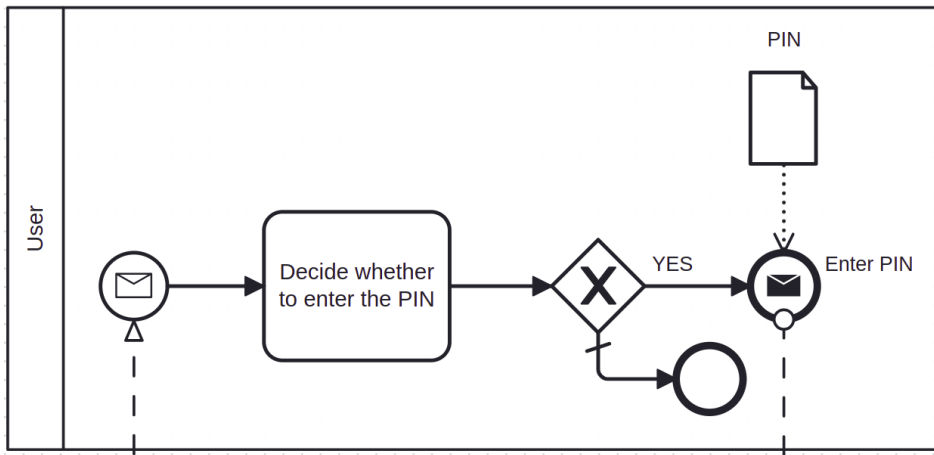 PIN
User
Decide whether
to enter the PIN
YES
Enter PIN